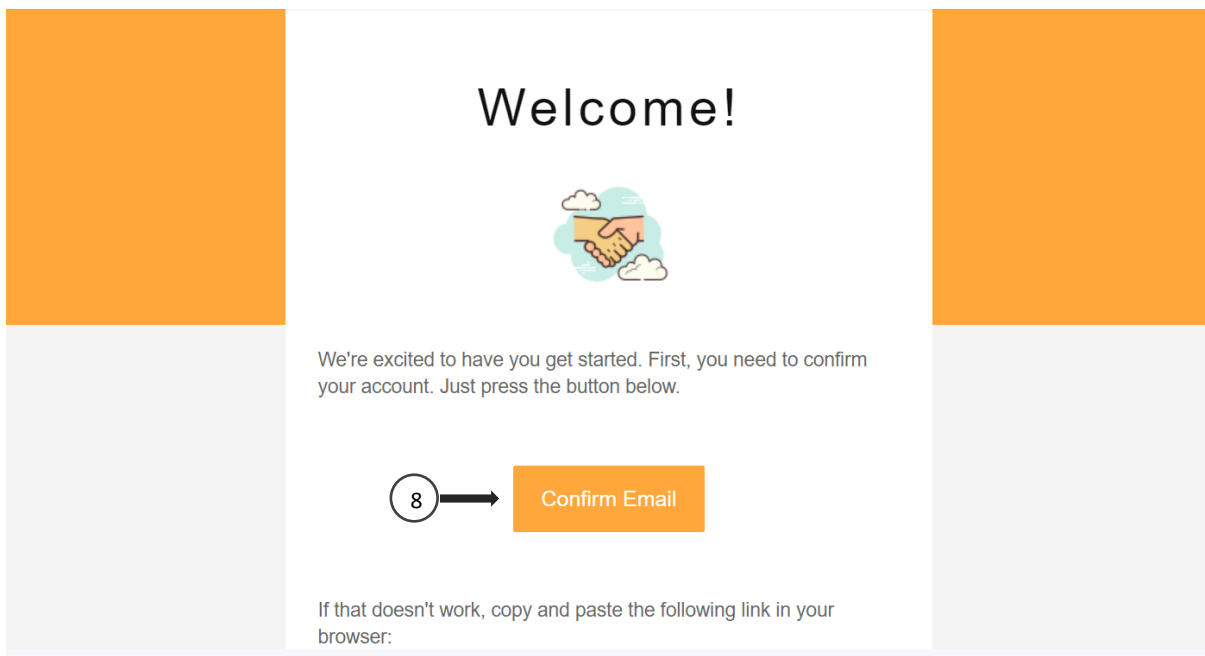 Welcome!
We're excited to have you get started. First, you need to confirm
your account. Just press the button below.
8
Confirm Email
If that doesn't work, copy and paste the following link in your
browser: